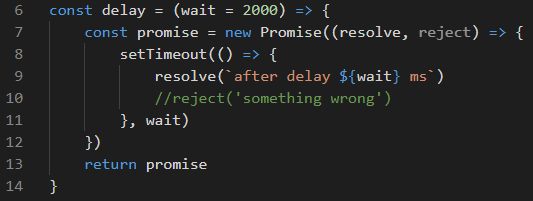 6 const delay = (wait = 2000) => {
7     const promise = new Promise((resolve, reject) => {
8         setTimeout(() => {
9             resolve(`after delay ${wait} ms`)
10             //reject('something wrong')
11         }, wait)
12     })
13     return promise
14 }